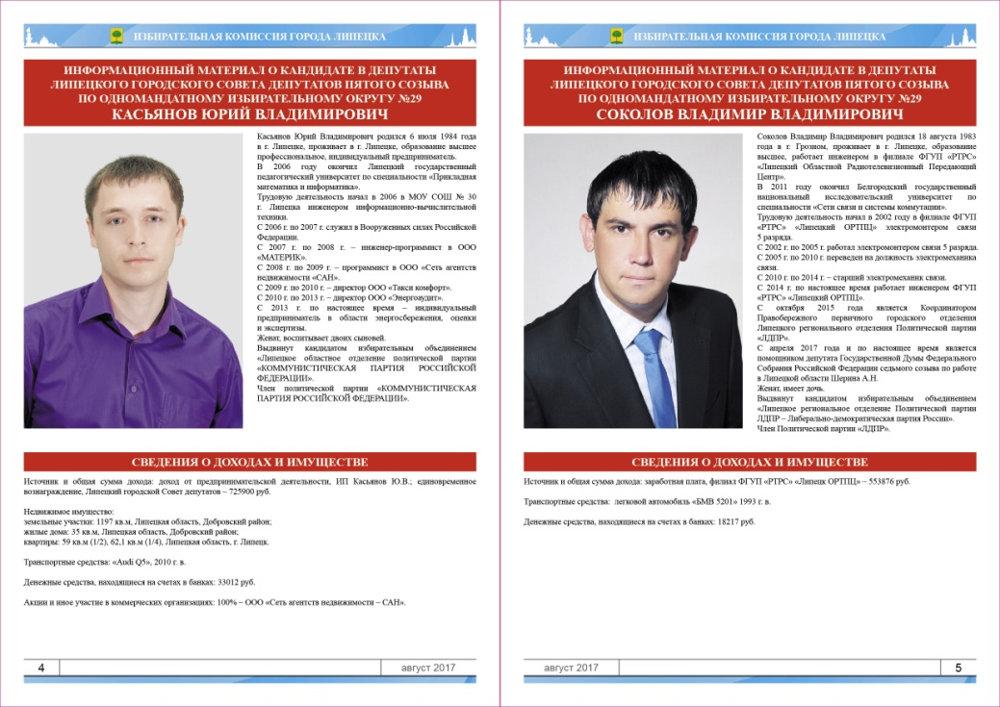 ИЗБИРАТЕЛЬНАЯ КОМИССИЯ ГОРОДА ЛИПЕЦКА
ИНФОРМАЦИОННЫЙ МАТЕРИАЛ О КАНДИДАТЕ В ДЕПУТАТЫ
ЛИПЕЦКОГО ГОРОДСКОГО СОВЕТА ДЕПУТАТОВ ПЯТОГО СОЗЫВА
ПО ОДНОМАНДАТНОМУ ИЗБИРАТЕЛЬНОМУ ОКРУГУ №29
КАСЬЯНОВ ЮРИЙ ВЛАДИМИРОВИЧ
Касьянов Юрий Владимирович родился 6 июля 1984 года
в г. Липецке, проживает в г. Липецке, образование высшее
профессиональное, индивидуальный предприниматель.
В 2006 году окончил Липецкий государственный
педагогический университет по специальности «Прикладная
математика и информатика».
Трудовую деятельность начал в 2006 в МОУ СОШ № 30
г. Липецка инженером информационно-вычислительной
техники.
С 2006 г. по 2007 г. служил в Вооруженных силах Российской
Федерации.
С 2007 г. по 2008 г. – инженер-программист в ООО
«МАТЕРИК».
С 2008 г. по 2009 г. – программист в ООО «Сеть агентств
недвижимости «САН».
С 2009 г. по 2010 г. – директор ООО «Такси комфорт».
С 2010 г. по 2013 г. – директор ООО «Энергоаудит».
С 2013 г. по настоящее время – индивидуальный
предприниматель в области энергосбережения, оценки
и экспертизы.
Женат, воспитывает двоих сыновей.
Выдвинут кандидатом избирательным объединением
«Липецкое областное отделение политической партии
«КОММУНИСТИЧЕСКАЯ ПАРТИЯ РОССИЙСКОЙ
ФЕДЕРАЦИИ».
Член политической партии «КОММУНИСТИЧЕСКАЯ
ПАРТИЯ РОССИЙСКОЙ ФЕДЕРАЦИИ».
СВЕДЕНИЯ О ДОХОДАХ И ИМУЩЕСТВЕ
Источник и общая сумма дохода: доход от предпринимательской деятельности, ИП Касьянов Ю.В.; единовременное
вознаграждение, Липецкий городской Совет депутатов – 725900 руб.
Недвижимое имущество:
земельные участки: 1197 кв.м, Липецкая область, Добровский район;
жилые дома: 35 кв.м, Липецкая область, Добровский район;
квартиры: 59 кв.м (1/2), 62,1 кв.м (1/4), Липецкая область, г. Липецк.
Транспортные средства: «Audi Q5», 2010 г. в.
Денежные средства, находящиеся на счетах в банках: 33012 руб.
Акции и иное участие в коммерческих организациях: 100% – ООО «Сеть агентств недвижимости – САН».
4
август 2017
ИЗБИРАТЕЛЬНАЯ КОМИССИЯ ГОРОДА ЛИПЕЦКА
ИНФОРМАЦИОННЫЙ МАТЕРИАЛ О КАНДИДАТЕ В ДЕПУТАТЫ
ЛИПЕЦКОГО ГОРОДСКОГО СОВЕТА ДЕПУТАТОВ ПЯТОГО СОЗЫВА
ПО ОДНОМАНДАТНОМУ ИЗБИРАТЕЛЬНОМУ ОКРУГУ №29
СОКОЛОВ ВЛАДИМИР ВЛАДИМИРОВИЧ
Соколов Владимир Владимирович родился 18 августа 1983
года в г. Грозном, проживает в г. Липецке, образование
высшее, работает инженером в филиале ФГУП «РТРС»
«Липецкий Областной Радиотелевизионный Передающий
Центр».
В 2011 году окончил Белгородский государственный
национальный исследовательский университет по
специальности «Сети связи и системы коммутации».
Трудовую деятельность начал в 2002 году в филиале ФГУП
«РТРС» «Липецкий ОРТПЦ» электромонтером связи
5 разряда.
С 2002 г. по 2005 г. работал электромонтером связи 5 разряда.
С 2005 г. по 2010 г. переведен на должность электромеханика
связи.
С 2010 г. по 2014 г. – старший электромеханик связи.
С 2014 г. по настоящее время работает инженером ФГУП
«РТРС» «Липецкий ОРТПЦ».
С октября 2015 года является Координатором
Правобережного первичного городского отделения
Липецкого регионального отделения Политической партии
«ЛДПР».
С апреля 2017 года и по настоящее время является
помощником депутата Государственной Думы Федерального
Собрания Российской Федерации седьмого созыва по работе
в Липецкой области Шерина А.Н.
Женат, имеет дочь.
Выдвинут кандидатом избирательным объединением
«Липецкое региональное отделение Политической партии
ЛДПР – Либерально-демократическая партия России».
Член Политической партии «ЛДПР».
СВЕДЕНИЯ О ДОХОДАХ И ИМУЩЕСТВЕ
Источник и общая сумма дохода: заработная плата, филиал ФГУП «РТРС» «Липецк ОРТПЦ» – 553876 руб.
Транспортные средства: легковой автомобиль «БМВ 5201» 1993 г. в.
Денежные средства, находящиеся на счетах в банках: 18217 руб.
август 2017
5